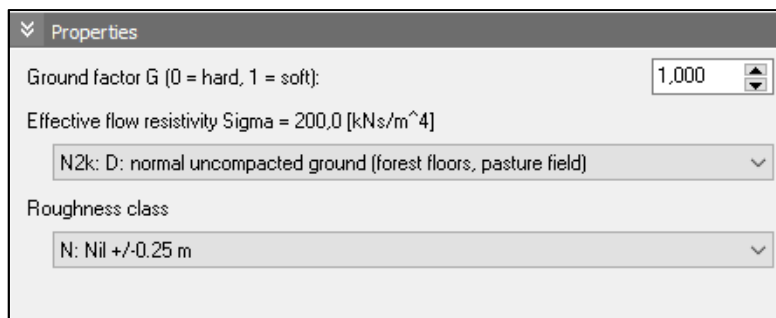 Properties
Ground factor G (0 = hard, 1 = soft): 1,000
Effective flow resistivity Sigma = 200,0 [kNs/m^4]
N2k: D: normal uncompacted ground (forest floors, pasture field)
Roughness class
N: Nil +/-0.25 m